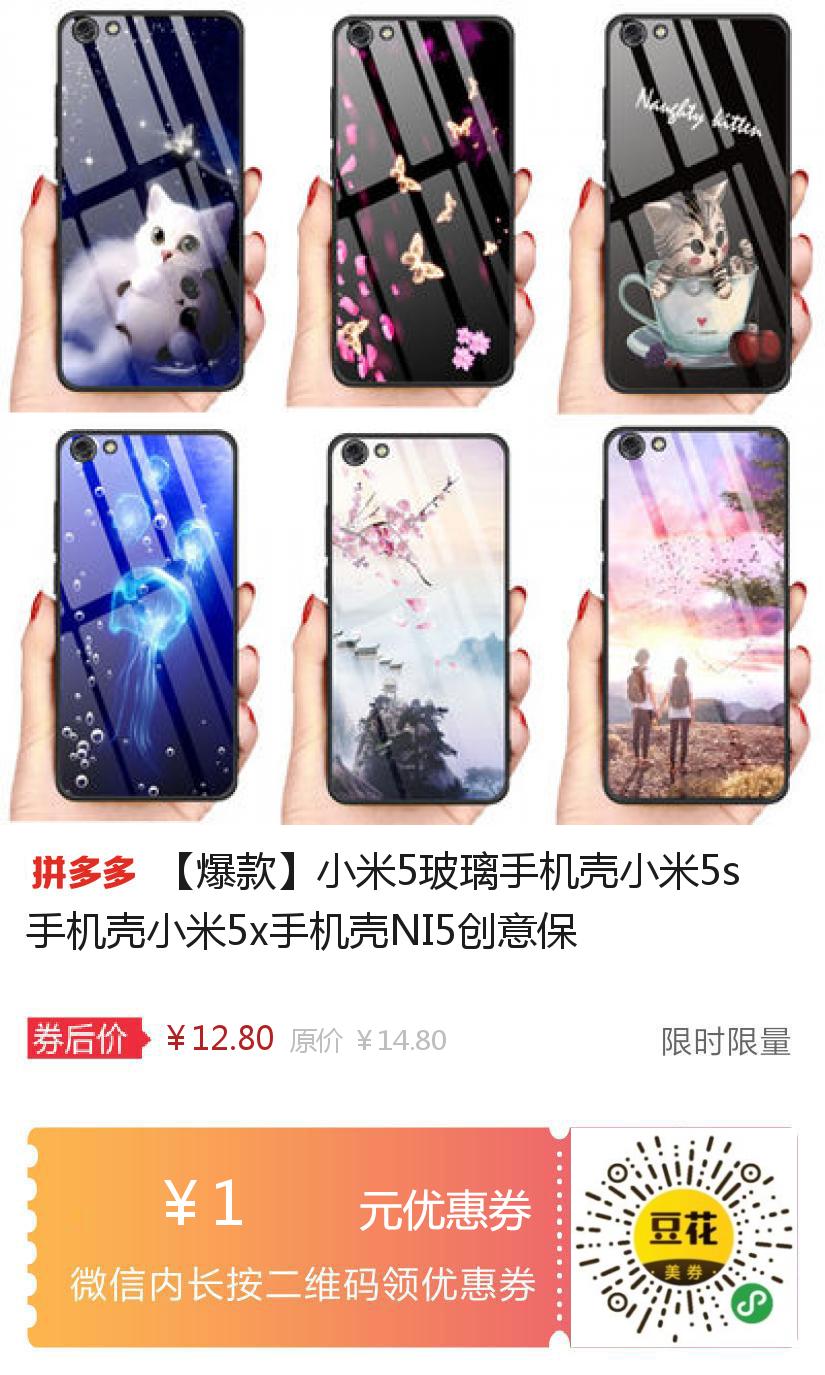 Naughty kitten
拼多多 【爆款】小米5玻璃手机壳小米5s
手机壳小米5x手机壳NI5创意保
券后价 ￥12.80 原价 ￥14.80 限时限量
￥1 元优惠券
微信内长按二维码领优惠券
豆花
美券